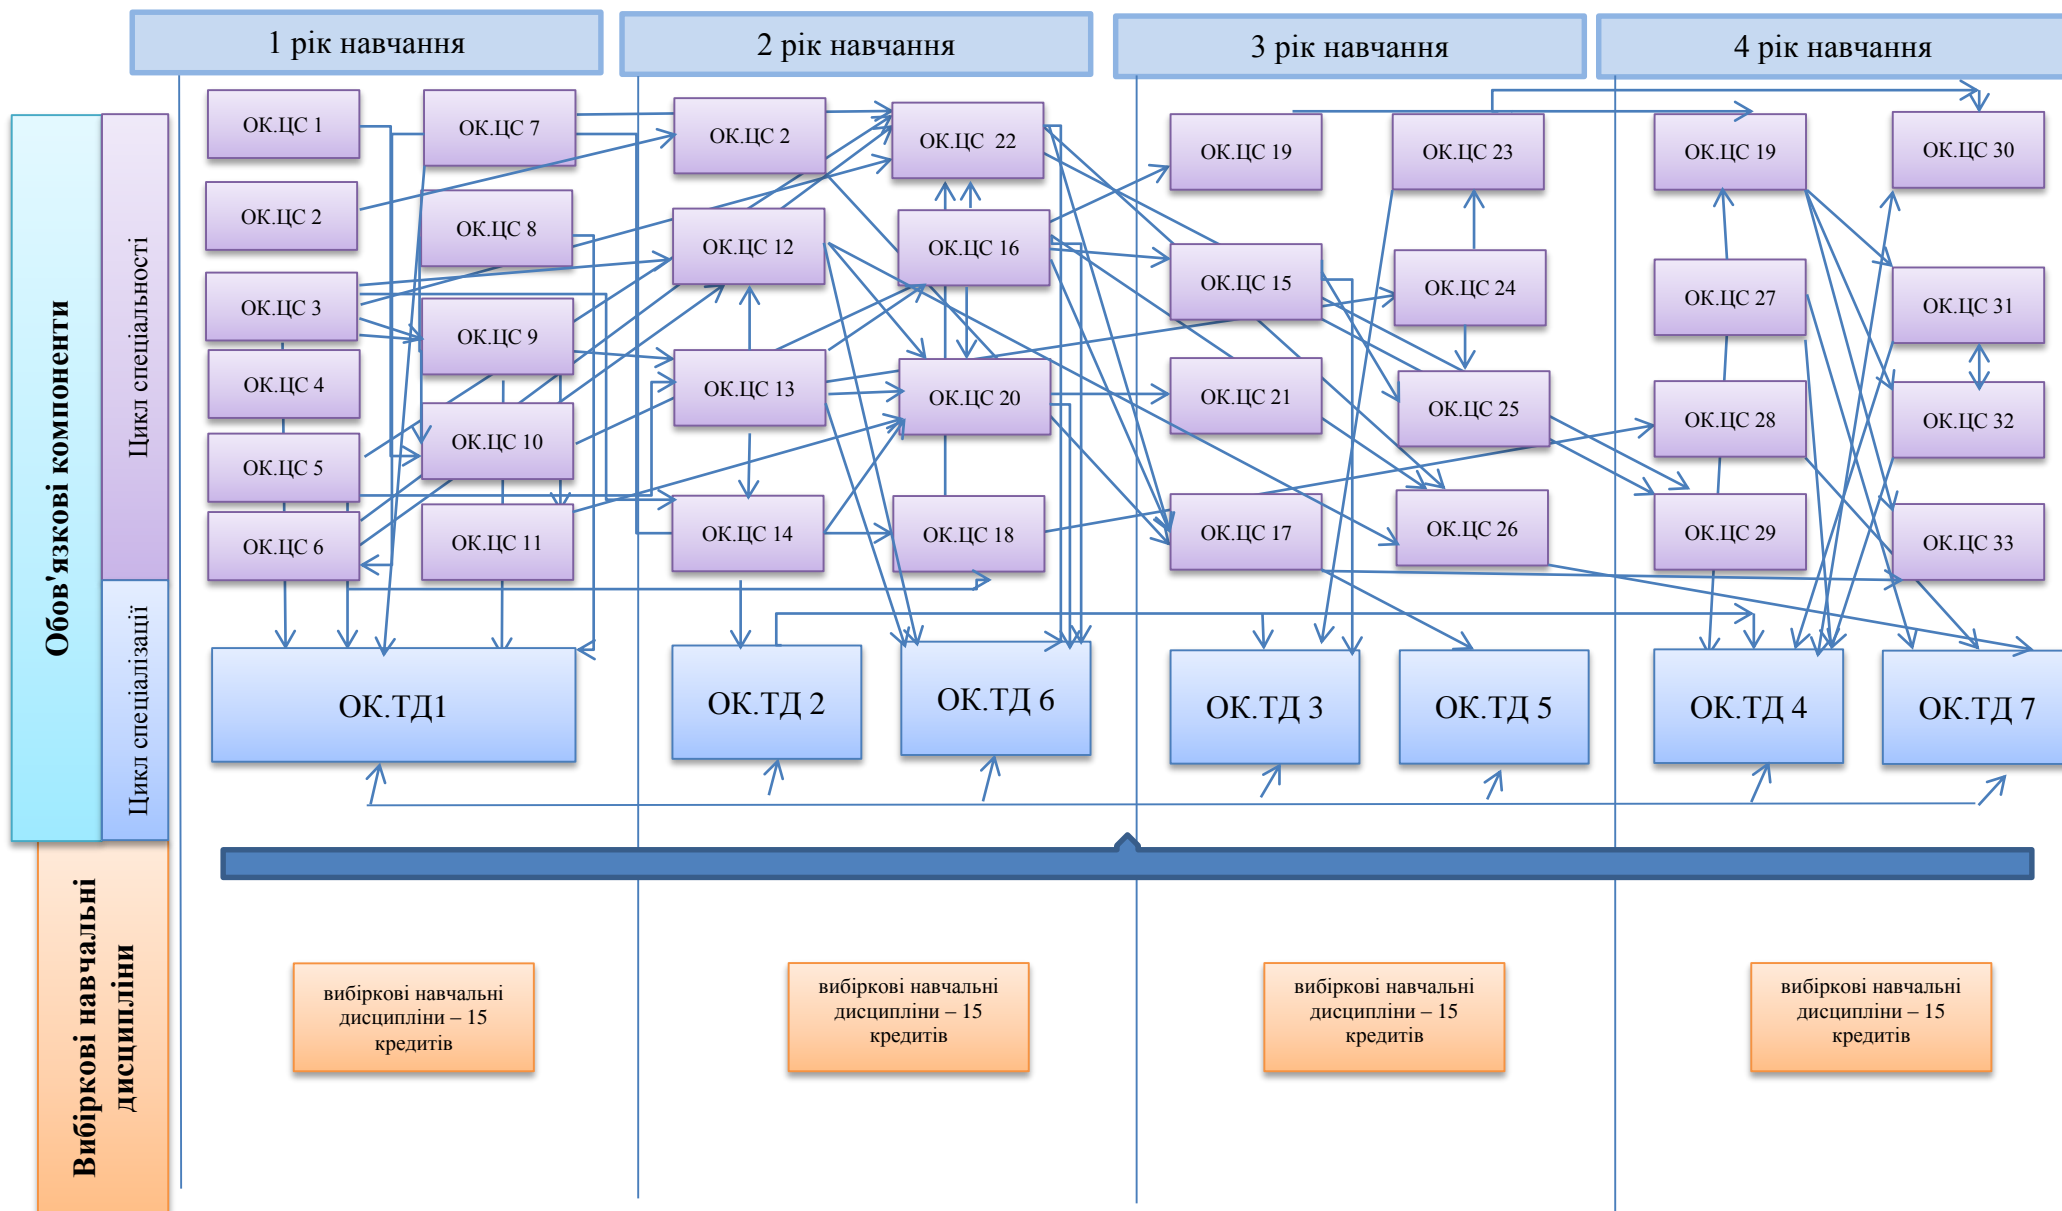 1 рік навчання
2 рік навчання
3 рік навчання
4 рік навчання
Обов'язкові компоненти
Цикл спеціальності
Цикл спеціалізації
Вибіркові навчальні
дисципліни
ОК.ЦС 1
ОК.ЦС 2
ОК.ЦС 3
ОК.ЦС 4
ОК.ЦС 5
ОК.ЦС 6
ОК.ЦС 7
ОК.ЦС 8
ОК.ЦС 9
ОК.ЦС 10
ОК.ЦС 11
ОК.ЦС 2
ОК.ЦС 12
ОК.ЦС 13
ОК.ЦС 14
ОК.ЦС 22
ОК.ЦС 16
ОК.ЦС 20
ОК.ЦС 18
ОК.ЦС 19
ОК.ЦС 15
ОК.ЦС 21
ОК.ЦС 17
ОК.ЦС 23
ОК.ЦС 24
ОК.ЦС 25
ОК.ЦС 26
ОК.ЦС 19
ОК.ЦС 27
ОК.ЦС 28
ОК.ЦС 29
ОК.ЦС 30
ОК.ЦС 31
ОК.ЦС 32
ОК.ЦС 33
ОК.ТД1
ОК.ТД 2
ОК.ТД 6
ОК.ТД 3
ОК.ТД 5
ОК.ТД 4
ОК.ТД 7
вибіркові навчальні
дисципліни – 15
кредитів
вибіркові навчальні
дисципліни – 15
кредитів
вибіркові навчальні
дисципліни – 15
кредитів
вибіркові навчальні
дисципліни – 15
кредитів